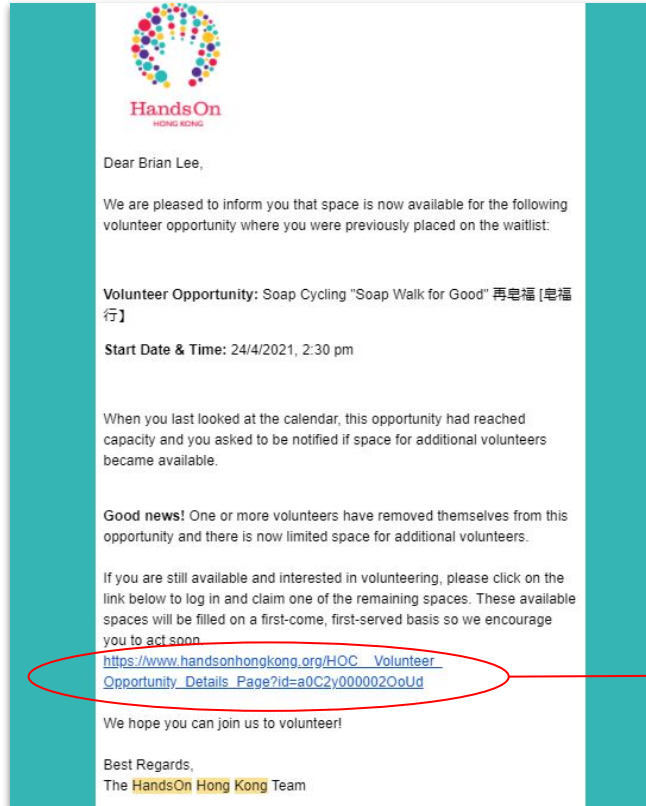 HandsOn
HONG KONG
Dear Brian Lee,
We are pleased to inform you that space is now available for the following
volunteer opportunity where you were previously placed on the waitlist:
Volunteer Opportunity: Soap Cycling "Soap Walk for Good" 再皂福 [皂福
行】
Start Date & Time: 24/4/2021, 2:30 pm
When you last looked at the calendar, this opportunity had reached
capacity and you asked to be notified if space for additional volunteers
became available.
Good news! One or more volunteers have removed themselves from this
opportunity and there is now limited space for additional volunteers.
If you are still available and interested in volunteering, please click on the
link below to log in and claim one of the remaining spaces. These available
spaces will be filled on a first-come, first-served basis so we encourage
you to act soon.
https://www.handsonhongkong.org/HOC__Volunteer_
Opportunity_Details_Page?id=a0C2y000002OoUd
We hope you can join us to volunteer!
Best Regards,
The HandsOn Hong Kong Team